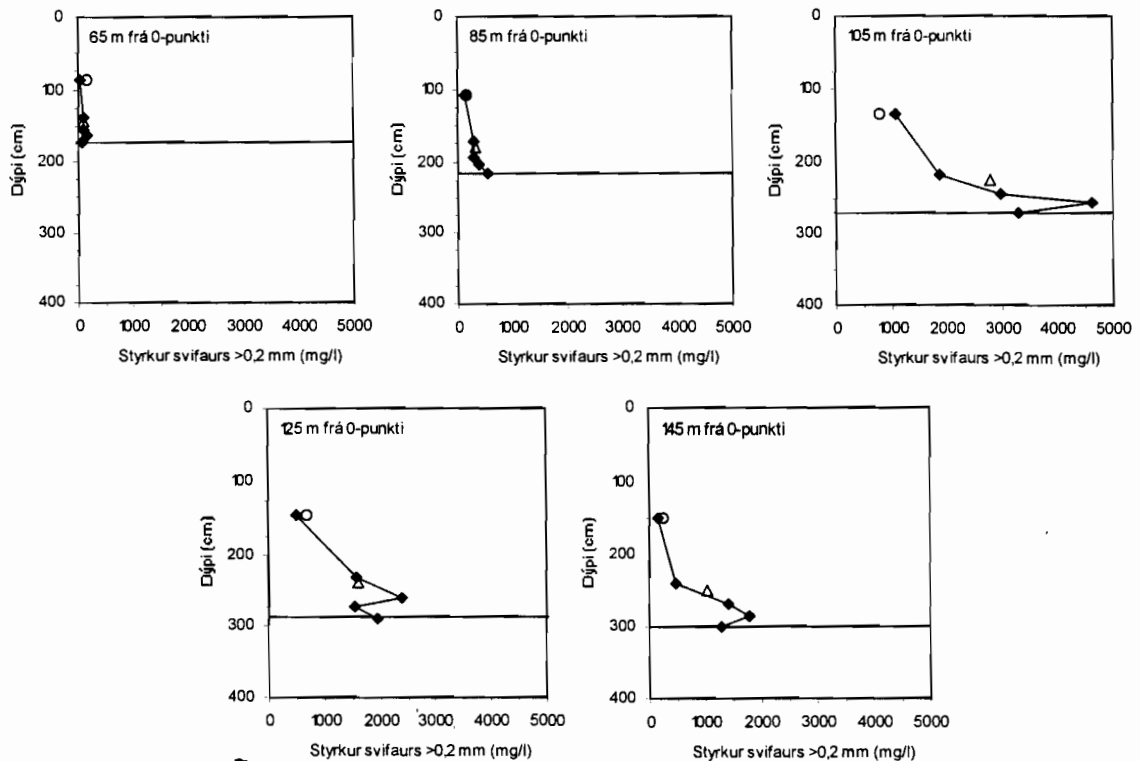 65 m frá 0-punkti
0
100
200
300
400
Dýpi (cm)
0 1000 2000 3000 4000 5000
Styrkur svifaurs >0,2 mm (mg/l)
85 m frá 0-punkti
0
100
200
300
400
Dýpi (cm)
0 1000 2000 3000 4000 5000
Styrkur svifaurs >0,2 mm (mg/l)
105 m frá 0-punkti
0
100
200
300
400
Dýpi (cm)
0 1000 2000 3000 4000 5000
Styrkur svifaurs >0,2 mm (mg/l)
125 m frá 0-punkti
0
100
200
300
400
Dýpi (cm)
0 1000 2000 3000 4000 5000
Styrkur svifaurs >0,2 mm (mg/l)
145 m frá 0-punkti
0
100
200
300
400
Dýpi (cm)
0 1000 2000 3000 4000 5000
Styrkur svifaurs >0,2 mm (mg/l)